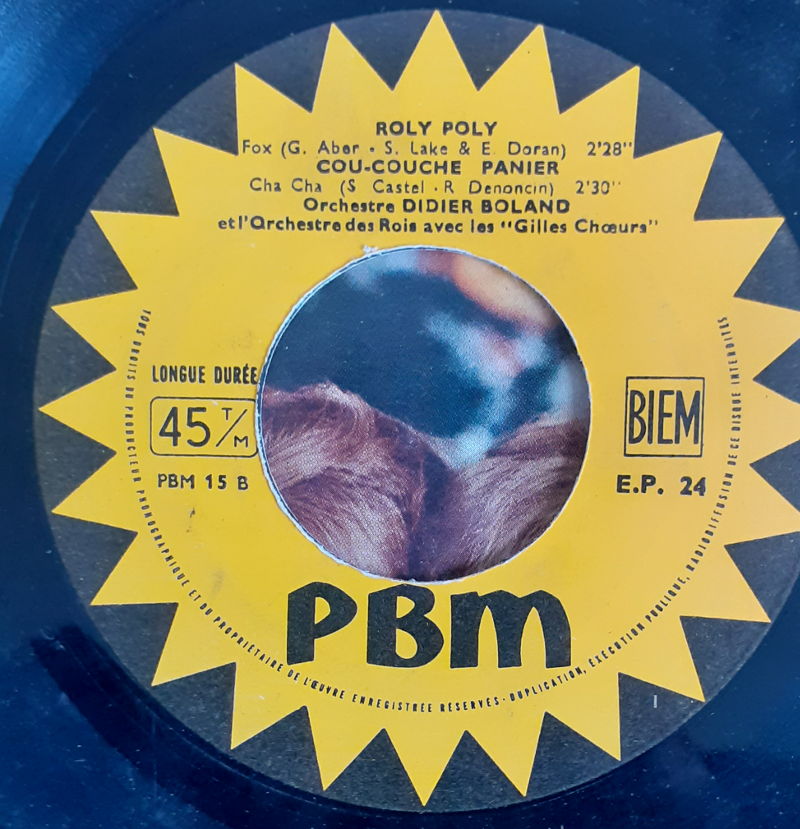 ROLY POLY
Fox (G. Aber - S. Lake & E. Doran) 2'28''
COU-COUCHE PANIER
Cha Cha (S Castel - R Denoncin) 2'30''
Orchestre DIDIER BOLAND
et l'Orchestre des Rois avec les "Gilles Chœurs"
LONGUE DURÉE
45 T/M
PBM 15 B
BIEM
E.P. 24
PBM
TOUS DROITS DU PRODUCTEUR PHONOGRAPHIQUE ET DU PROPRIÉTAIRE DE L'ŒUVRE ENREGISTRÉE RÉSERVÉS - DUPLICATION, EXÉCUTION PUBLIQUE, RADIODIFFUSION DE CE DISQUE INTERDITES